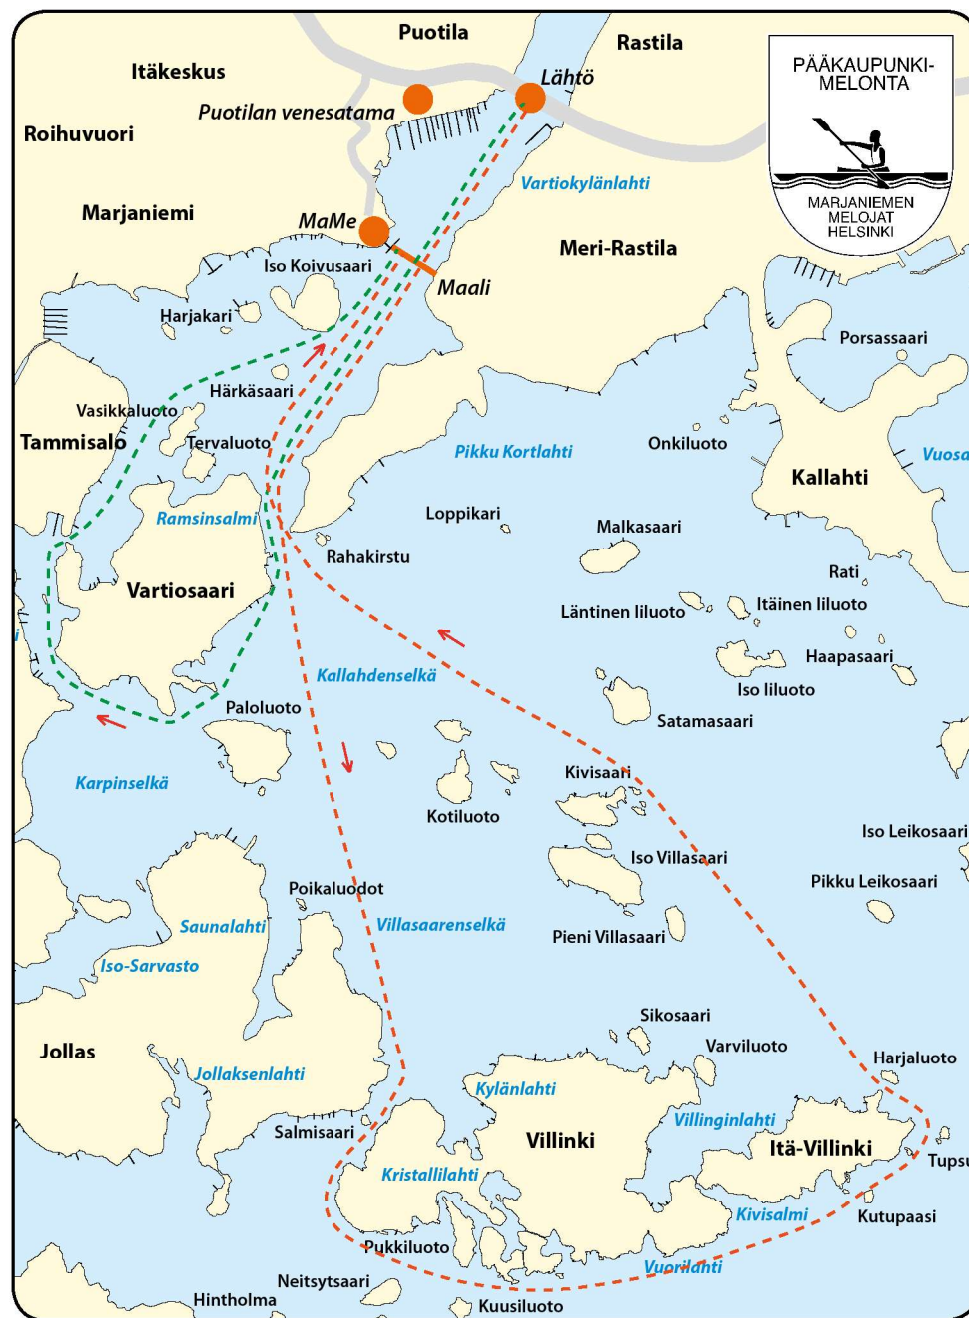 Puotila
Rastila
Itäkeskus
Lähtö
PÄÄKAUPUNKI-
MELONTA
Puotilan venesatama
Roihuvuori
Vartiokylänlahti
MARJANIEMEN
MELOJAT
HELSINKI
Marjaniemi
MaMe
Meri-Rastila
Iso Koivusaari
Maali
Harjakari
Porsassaari
Härkäsaari
Vasikkaluoto
Tammisalo
Tervaluoto
Onkiluoto
Pikku Kortlahti
Vuosa
Kallahti
Ramsinsalmi
Loppikari
Malkasaari
Rahakirstu
Rati
Vartiosaari
Läntinen Iiluoto
Itäinen Iiluoto
i
Haapasaari
Kallahdenselkä
Iso Iiluoto
Paloluoto
Satamasaari
Karpinselkä
Kivisaari
Kotiluoto
Iso Leikosaari
Iso Villasaari
Pikku Leikosaari
Poikaluodot
Saunalahti
Villasaarenselkä
Pieni Villasaari
Iso-Sarvasto
Sikosaari
Jollas
Varviluoto
Harjaluoto
Jollaksenlahti
Kylänlahti
Villinginlahti
Salmisaari
Villinki
Itä-Villinki
Tupsu
Kristallilahti
Kivisalmi
Kutupaasi
Pukkiluoto
Vuorilahti
Neitsytsaari
Hintholma
Kuusiluoto